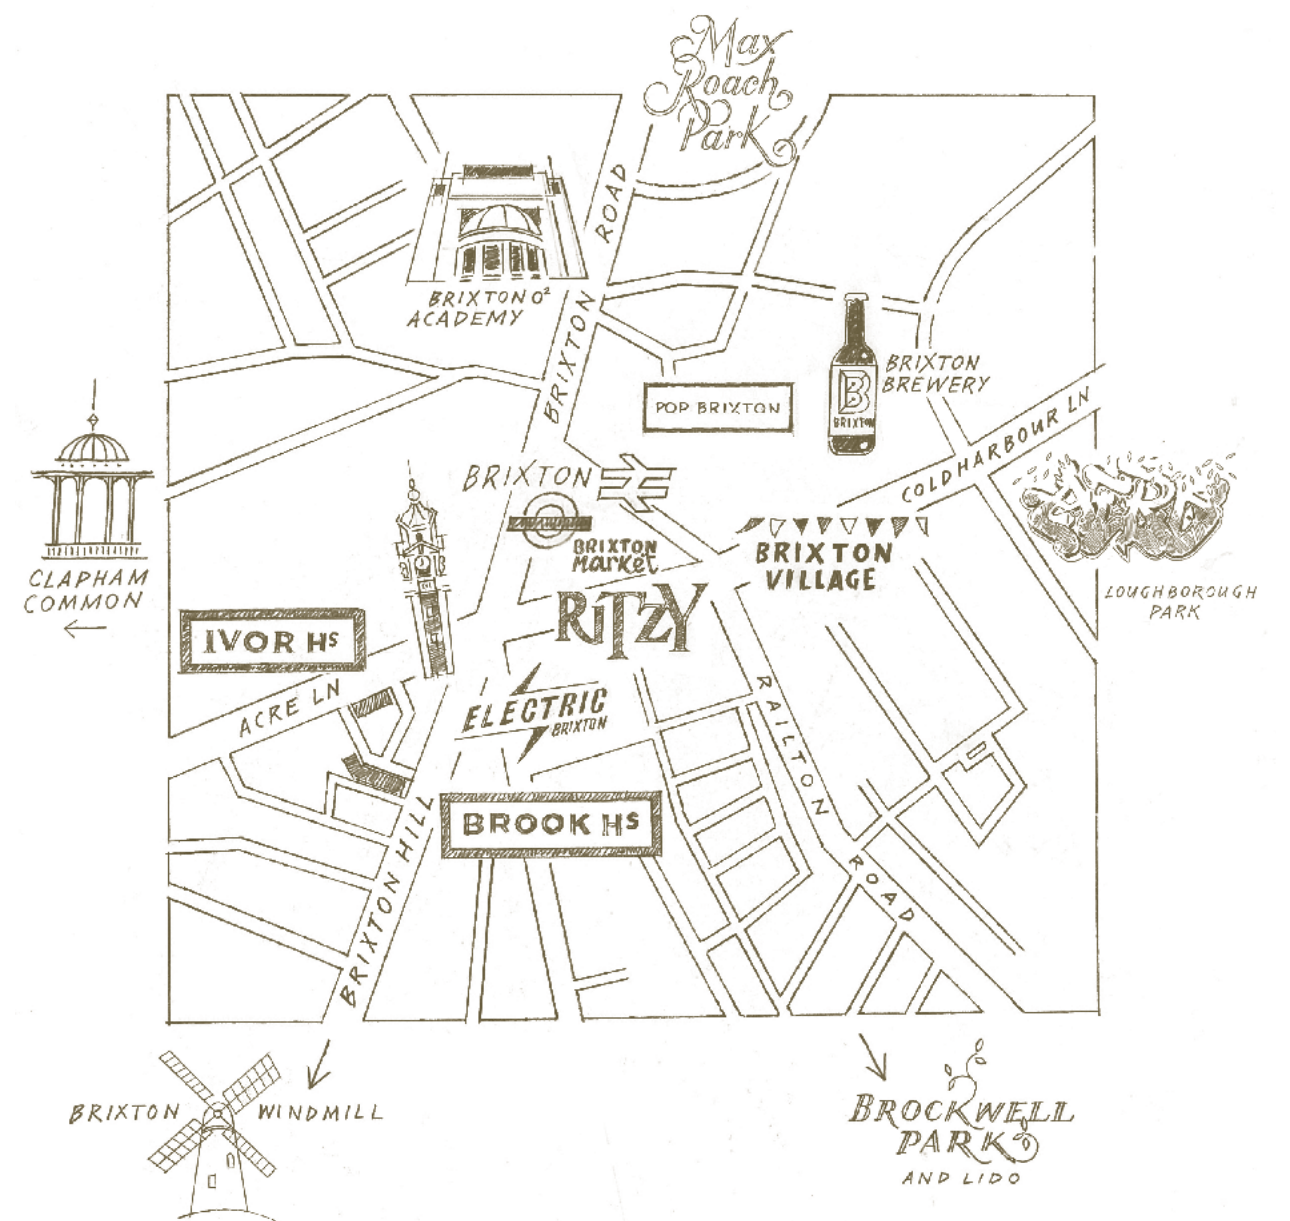 Max
Roach
Park
BRIXTON ROAD
BRIXTON O²
ACADEMY
BRIXTON
BREWERY
B
BRIXTON
POP BRIXTON
COLDHARBOUR LN
BRIXTON
BRIXTON
MARKET
BRIXTON
VILLAGE
LOUGHBOROUGH
PARK
CLAPHAM
COMMON
IVOR HS
RITZY
ACRE LN
ELECTRIC
BRIXTON
RAILTON ROAD
BROOK HS
BRIXTON HILL
BRIXTON WINDMILL
BROCKWELL
PARK
AND LIDO